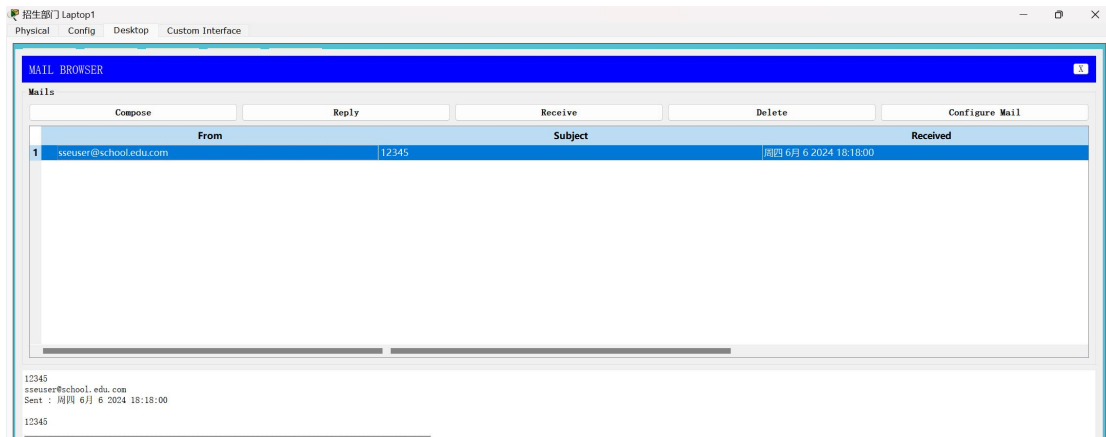 招生部门 Laptop1
Physical Config Desktop Custom Interface
MAIL BROWSER X
Mails
Compose Reply Receive Delete Configure Mail
From Subject Received
1 sseuser@school.edu.com 12345 周四 6月 6 2024 18:18:00
12345
sseuser@school.edu.com
Sent : 周四 6月 6 2024 18:18:00
12345